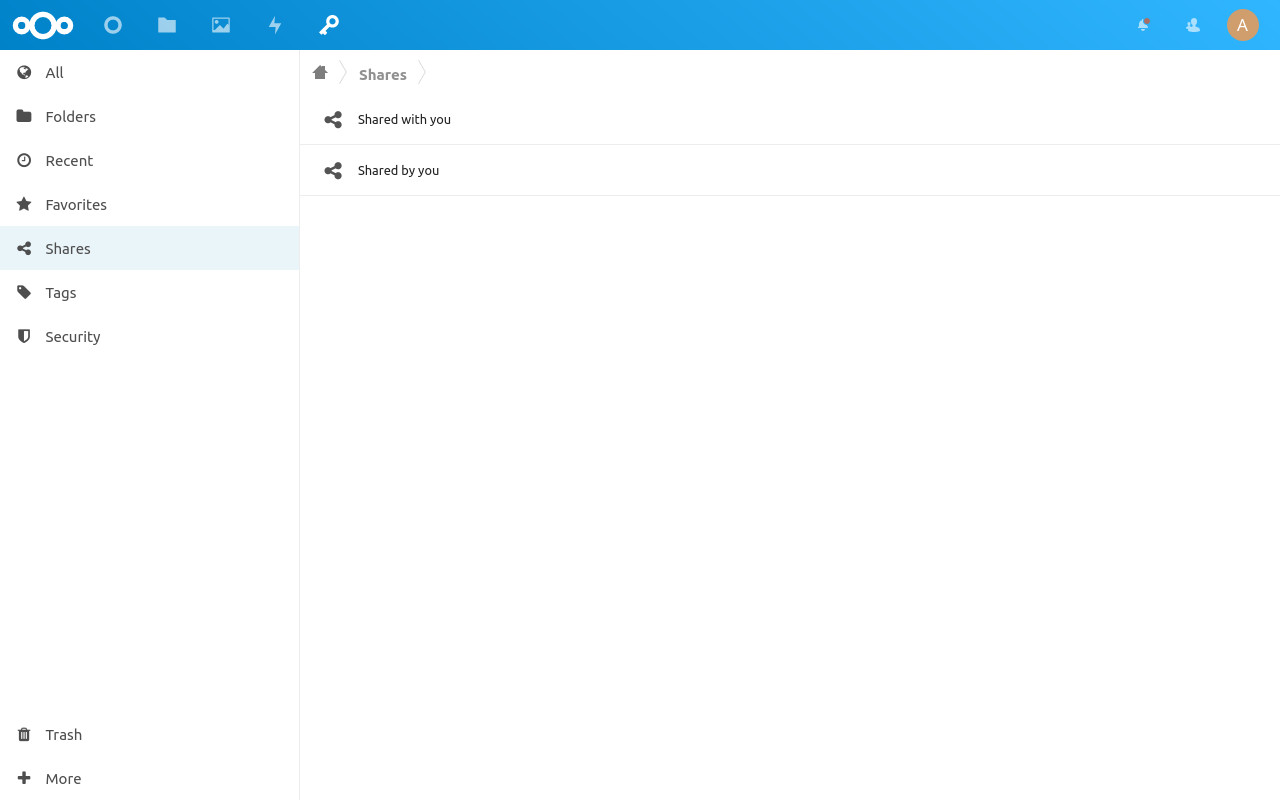 A
All
Folders
Recent
Favorites
Shares
Tags
Security
Trash
More
Shares
Shared with you
Shared by you